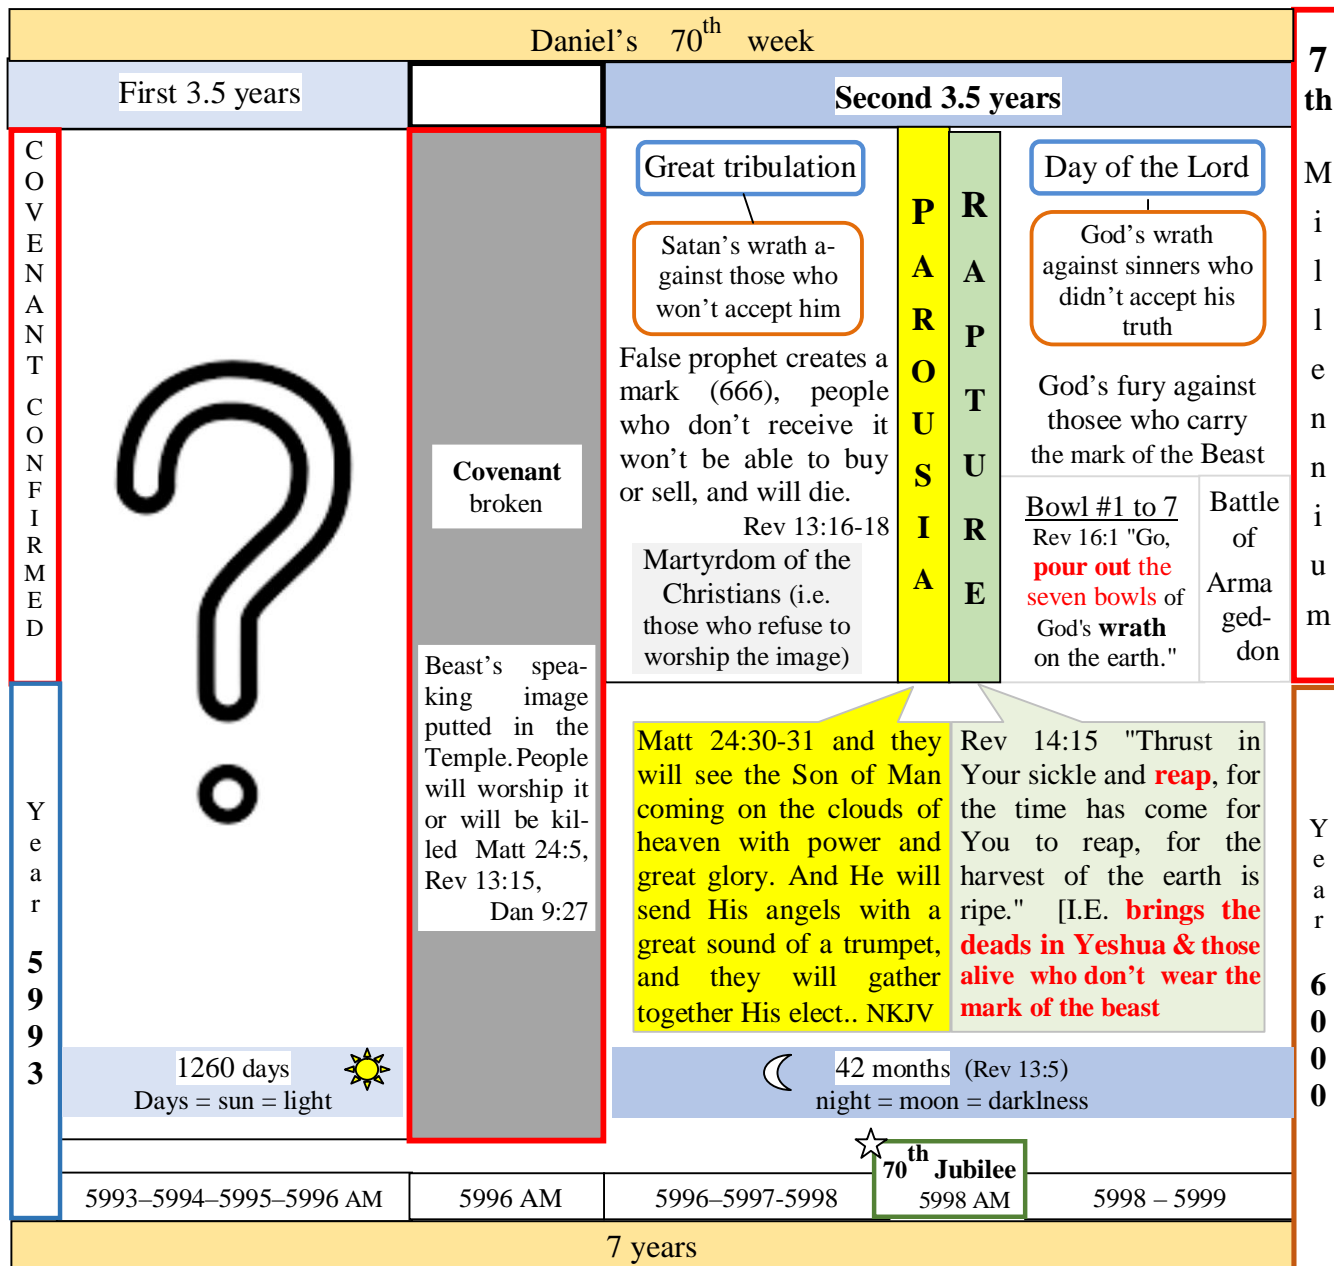 Daniel’s 70th week
First 3.5 years
Second 3.5 years
7
th
Millennium
COVENANT CONFIRMED
Year 5993
Covenant
broken
Beast’s spea-
king image
putted in the
Temple. People
will worship it
or will be kil-
led Matt 24:5,
Rev 13:15,
Dan 9:27
Great tribulation
Satan’s wrath a-
gainst those who
won’t accept him
False prophet creates a
mark (666), people
who don’t receive it
won’t be able to buy
or sell, and will die.
Rev 13:16-18
Martyrdom of the
Christians (i.e.
those who refuse to
worship the image)
PAROUSIA
RAPTURE
Day of the Lord
God’s wrath
against sinners who
didn’t accept his
truth
God’s fury against
thosee who carry
the mark of the Beast
Bowl #1 to 7
Rev 16:1 "Go,
pour out the
seven bowls of
God's wrath
on the earth."
Battle
of
Arma
ged-
don
Matt 24:30-31 and they
will see the Son of Man
coming on the clouds of
heaven with power and
great glory. And He will
send His angels with a
great sound of a trumpet,
and they will gather
together His elect.. NKJV
Rev 14:15 "Thrust in
Your sickle and reap, for
the time has come for
You to reap, for the
harvest of the earth is
ripe." [I.E. brings the
deads in Yeshua & those
alive who don’t wear the
mark of the beast
Year 6000
1260 days
Days = sun = light
42 months (Rev 13:5)
night = moon = darklness
70th Jubilee
5998 AM
5993–5994–5995–5996 AM
5996 AM
5996–5997-5998
5998 – 5999
7 years